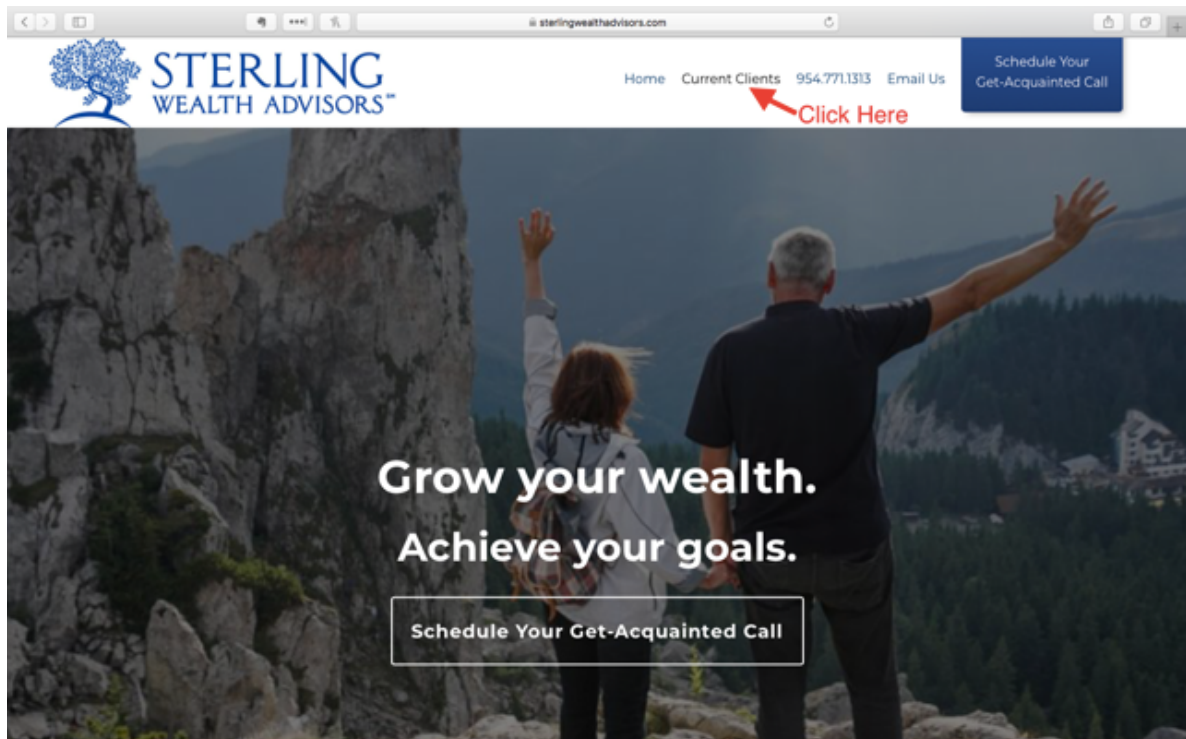 sterlingwealthadvisors.com
STERLING
WEALTH ADVISORS℠
Home Current Clients 954.771.1313 Email Us
Schedule Your
Get-Acquainted Call
Click Here
Grow your wealth.
Achieve your goals.
Schedule Your Get-Acquainted Call